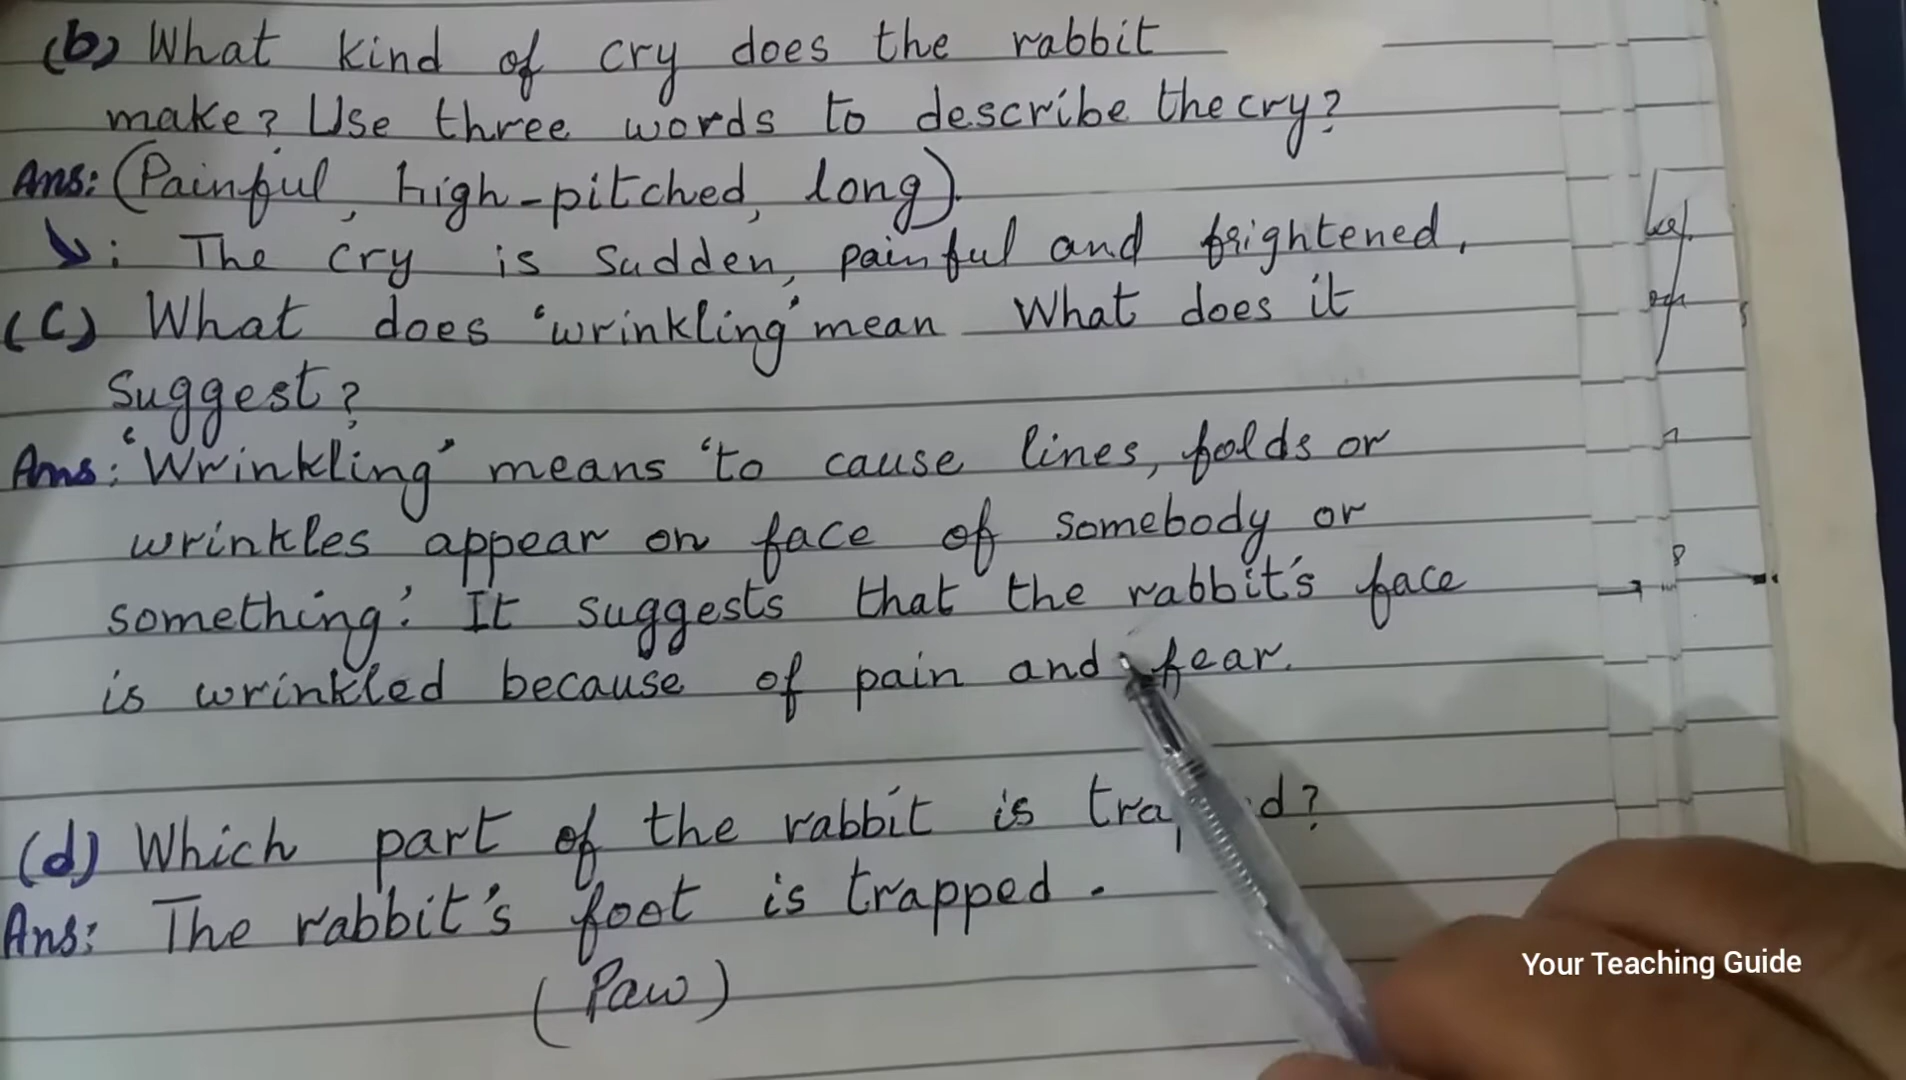 (b) What kind of cry does the rabbit
make? Use three words to describe the cry?
Ans: (Painful, high-pitched, long).
: The cry is sudden, painful and frightened.
(C) What does 'wrinkling' mean What does it
suggest?
Ans: 'Wrinkling' means 'to cause lines, folds or
wrinkles appear on face of somebody or
something'. It suggests that the rabbit's face
is wrinkled because of pain and fear.
(d) Which part of the rabbit is
Ans: The rabbit's foot is trapped.
(Paw)
Your Teaching Guide